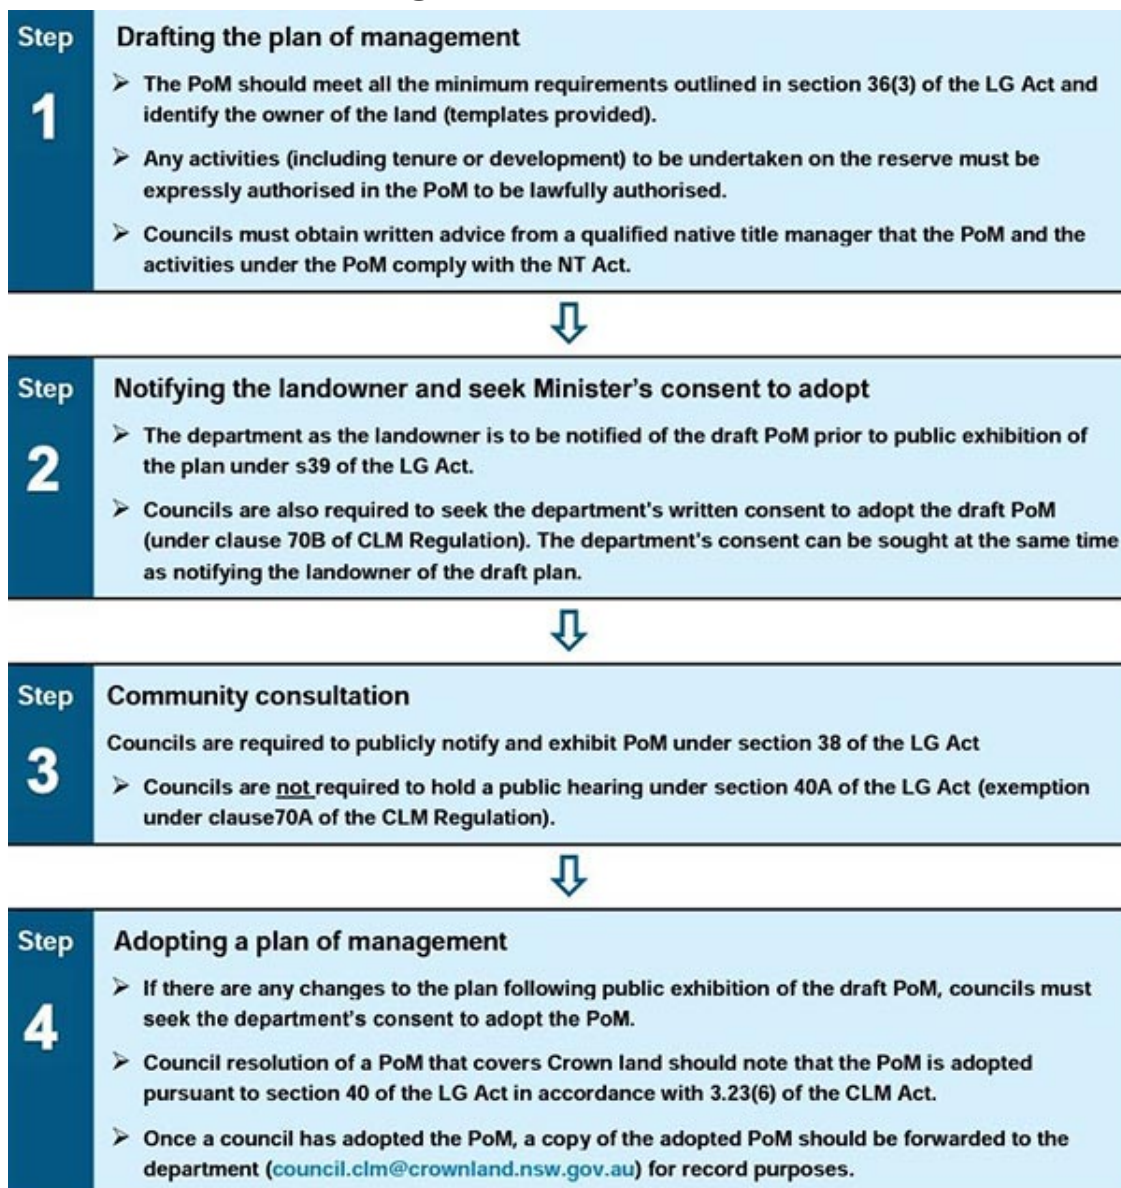 Step
1
Drafting the plan of management
➢ The PoM should meet all the minimum requirements outlined in section 36(3) of the LG Act and
identify the owner of the land (templates provided).
➢ Any activities (including tenure or development) to be undertaken on the reserve must be
expressly authorised in the PoM to be lawfully authorised.
➢ Councils must obtain written advice from a qualified native title manager that the PoM and the
activities under the PoM comply with the NT Act.
Step
2
Notifying the landowner and seek Minister's consent to adopt
➢ The department as the landowner is to be notified of the draft PoM prior to public exhibition of
the plan under s39 of the LG Act.
➢ Councils are also required to seek the department's written consent to adopt the draft PoM
(under clause 70B of CLM Regulation). The department's consent can be sought at the same time
as notifying the landowner of the draft plan.
Step
3
Community consultation
Councils are required to publicly notify and exhibit PoM under section 38 of the LG Act
➢ Councils are not required to hold a public hearing under section 40A of the LG Act (exemption
under clause70A of the CLM Regulation).
Step
4
Adopting a plan of management
➢ If there are any changes to the plan following public exhibition of the draft PoM, councils must
seek the department's consent to adopt the PoM.
➢ Council resolution of a PoM that covers Crown land should note that the PoM is adopted
pursuant to section 40 of the LG Act in accordance with 3.23(6) of the CLM Act.
➢ Once a council has adopted the PoM, a copy of the adopted PoM should be forwarded to the
department (council.clm@crownland.nsw.gov.au) for record purposes.